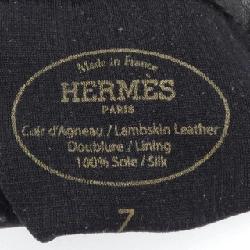 Made in France
HERMÈS
PARIS
Cuir d'Agneau / Lambskin Leather
Doublure / Lining
100% Soie / Silk
7